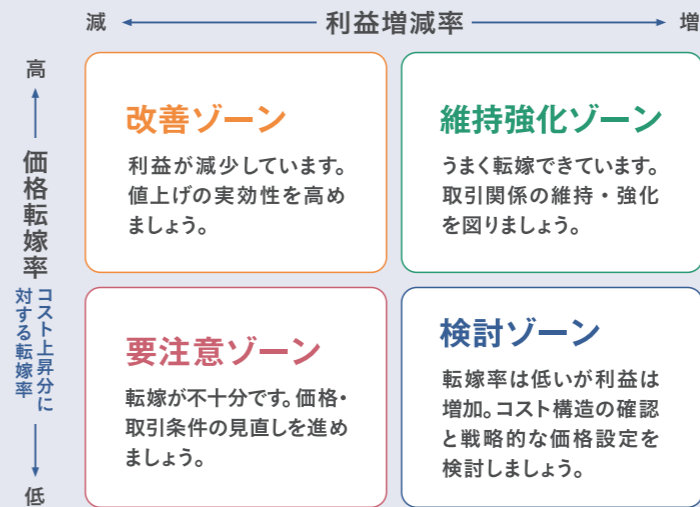 減 利益増減率 増
高
価格転嫁率
コスト上昇分に
対する転嫁率
低
改善ゾーン
利益が減少しています。
値上げの実効性を高め
ましょう。
維持強化ゾーン
うまく転嫁できています。
取引関係の維持・強化
を図りましょう。
要注意ゾーン
転嫁が不十分です。価格・
取引条件の見直しを進め
ましょう。
検討ゾーン
転嫁率は低いが利益は
増加。コスト構造の確認
と戦略的な価格設定を
検討しましょう。